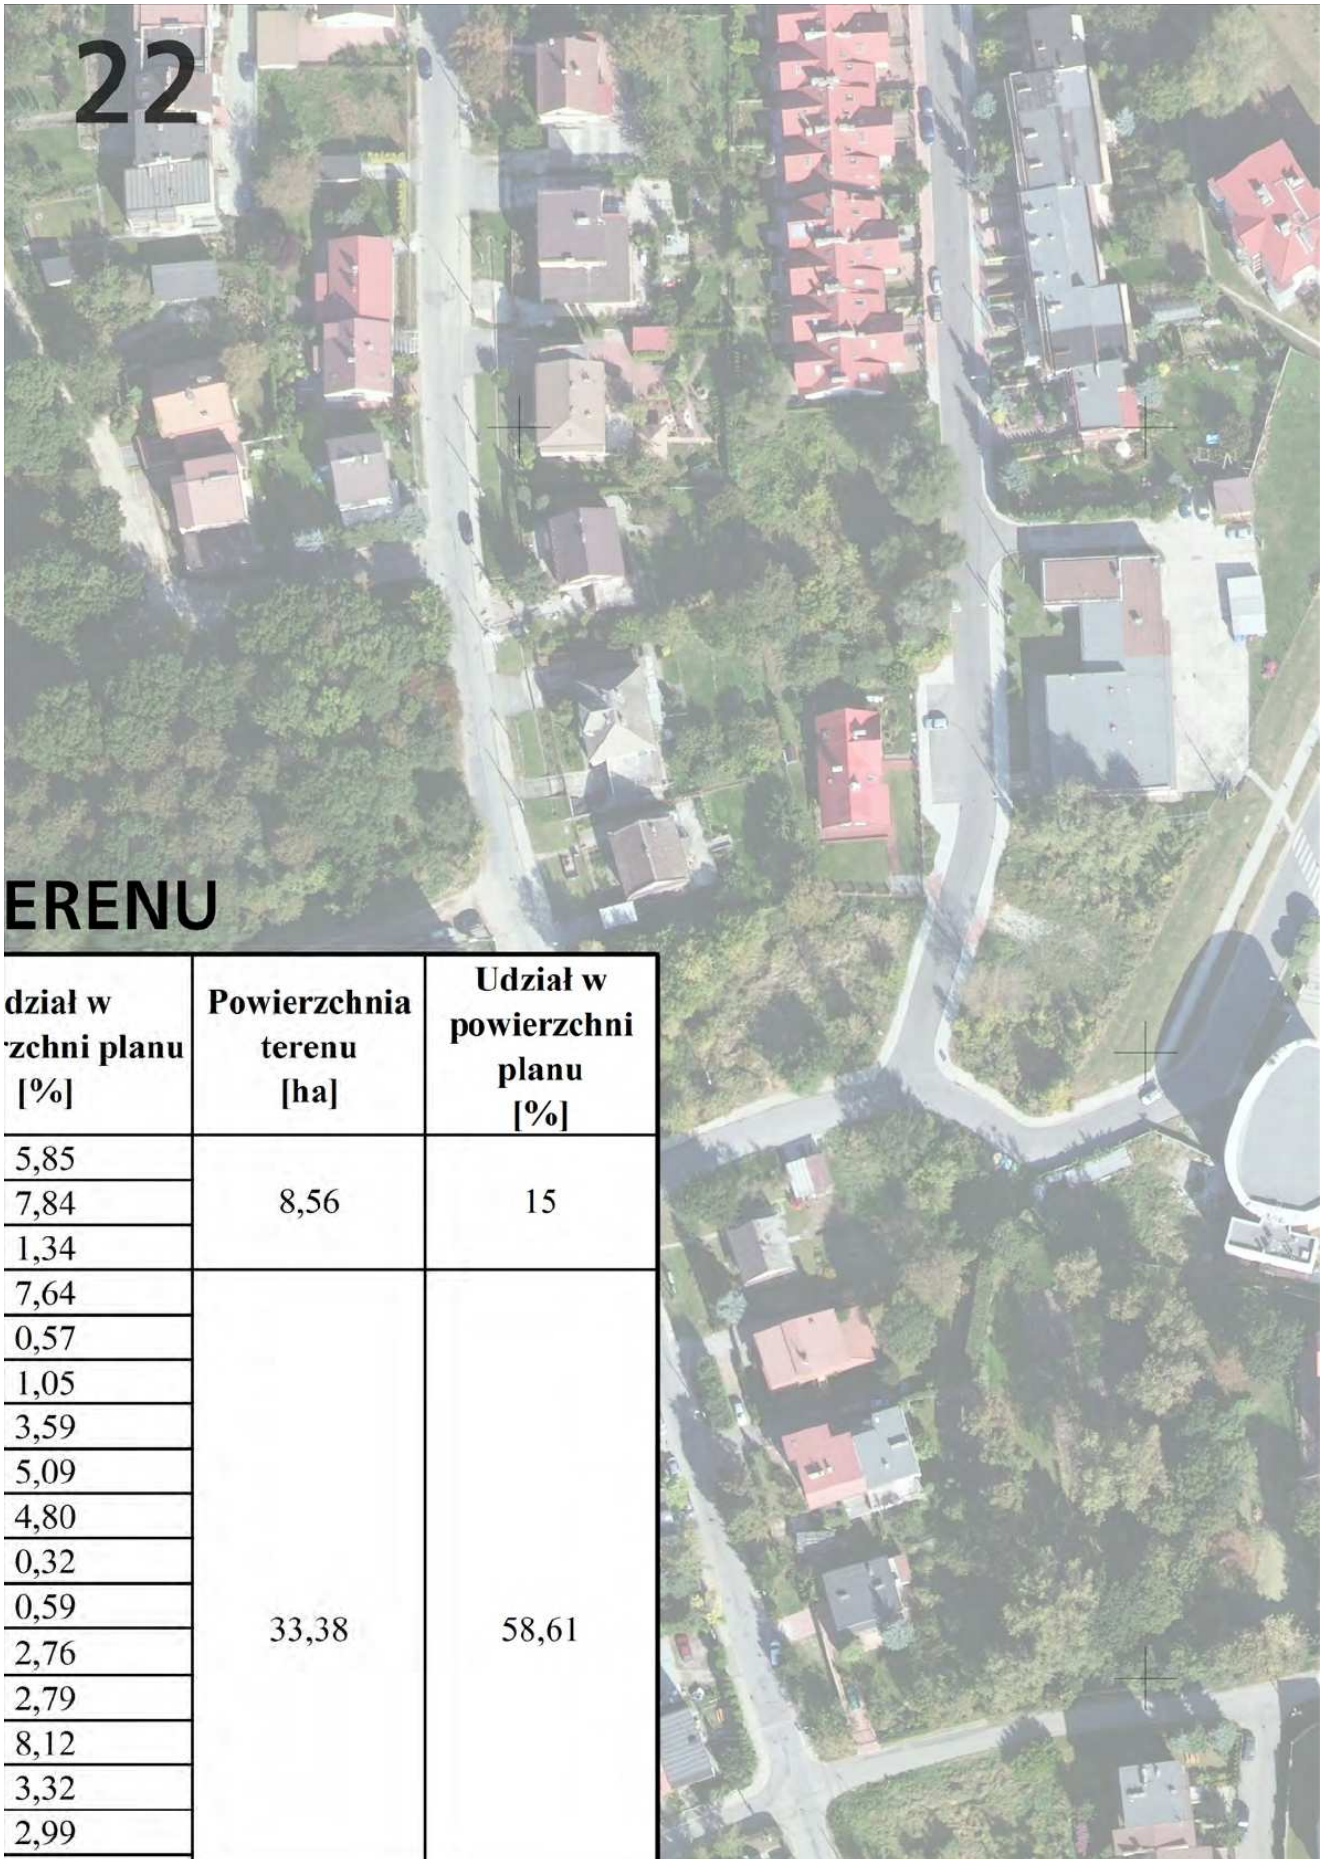 22
ERENU
dział w
rzchni planu
[%]
Powierzchnia
terenu
[ha]
Udział w
powierzchni
planu
[%]
5,85
7,84
1,34
8,56
15
7,64
0,57
1,05
3,59
5,09
4,80
0,32
0,59
2,76
2,79
8,12
3,32
2,99
33,38
58,61